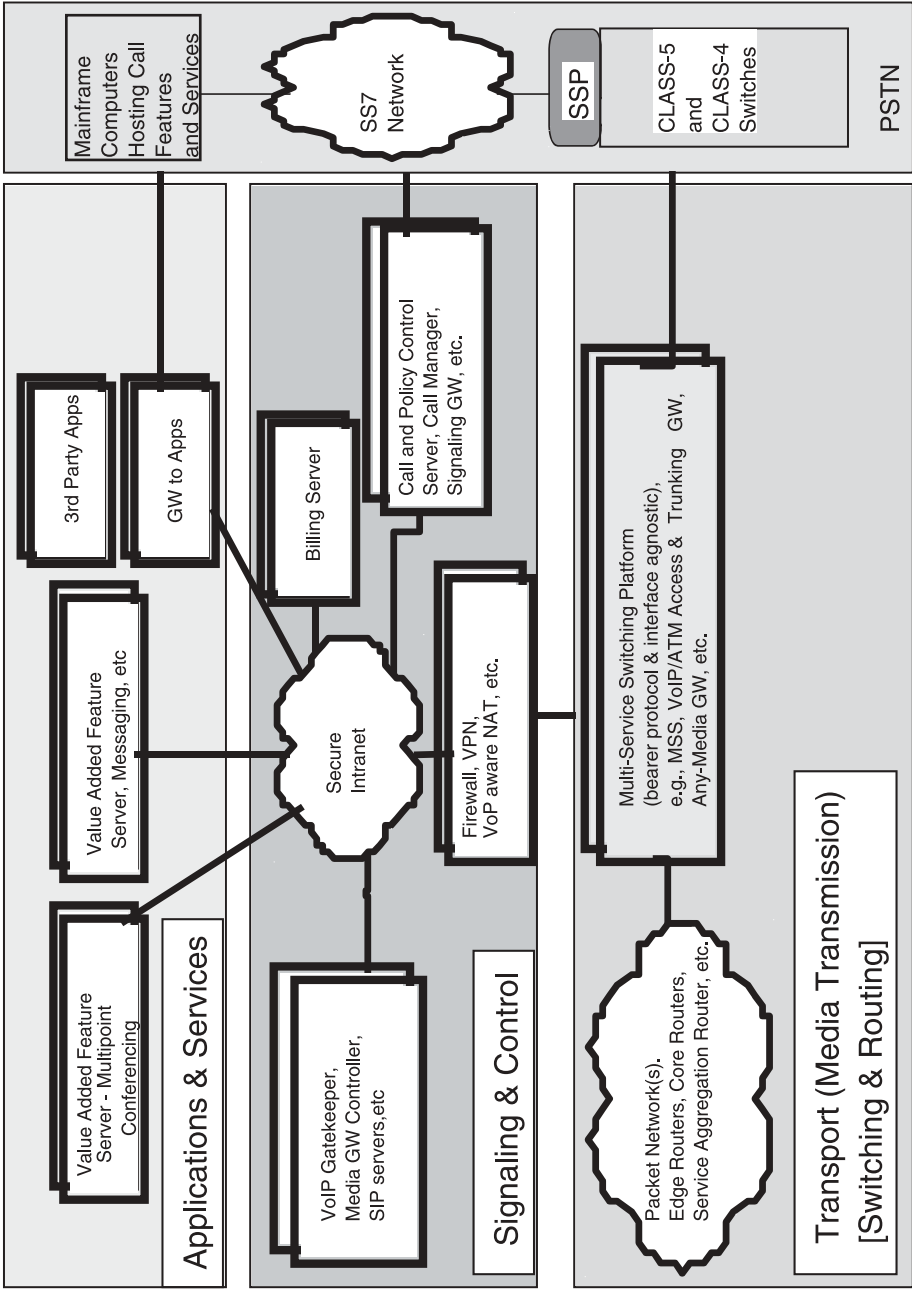 Value Added Feature
Server - Multipoint
Conferencing
Value Added Feature
Server, Messaging, etc
3rd Party Apps
GW to Apps
Mainframe
Computers
Hosting Call
Features
and Services
Applications & Services
VoIP Gatekeeper,
Media GW Controller,
SIP servers,etc
Secure
Intranet
Billing Server
Call and Policy Control
Server, Call Manager,
Signaling GW, etc.
Firewall, VPN,
VoP aware NAT, etc.
SS7
Network
Signaling & Control
Packet Network(s).
Edge Routers, Core Routers,
Service Aggregation Router, etc.
Multi-Service Switching Platform
(bearer protocol & interface agnostic),
e.g., MSS, VoIP/ATM Access & Trunking GW,
Any-Media GW, etc.
SSP
CLASS-5
and
CLASS-4
Switches
PSTN
Transport (Media Transmission)
[Switching & Routing]